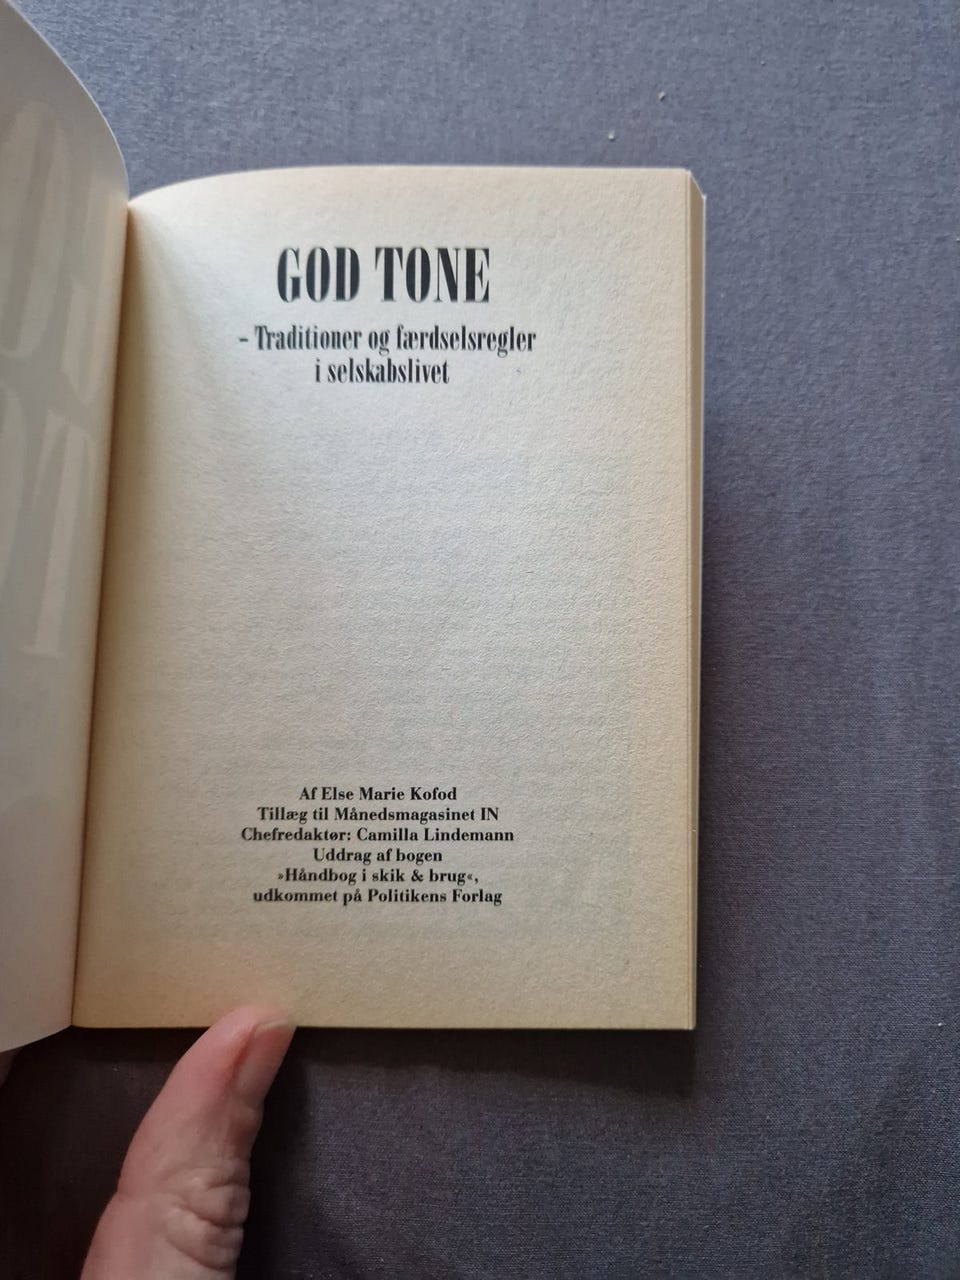 GOD TONE
– Traditioner og færdselsregler
i selskabslivet
Af Else Marie Kofod
Tillæg til Månedsmagasinet IN
Chefredaktør: Camilla Lindemann
Uddrag af bogen
»Håndbog i skik & brug«,
udkommet på Politikens Forlag